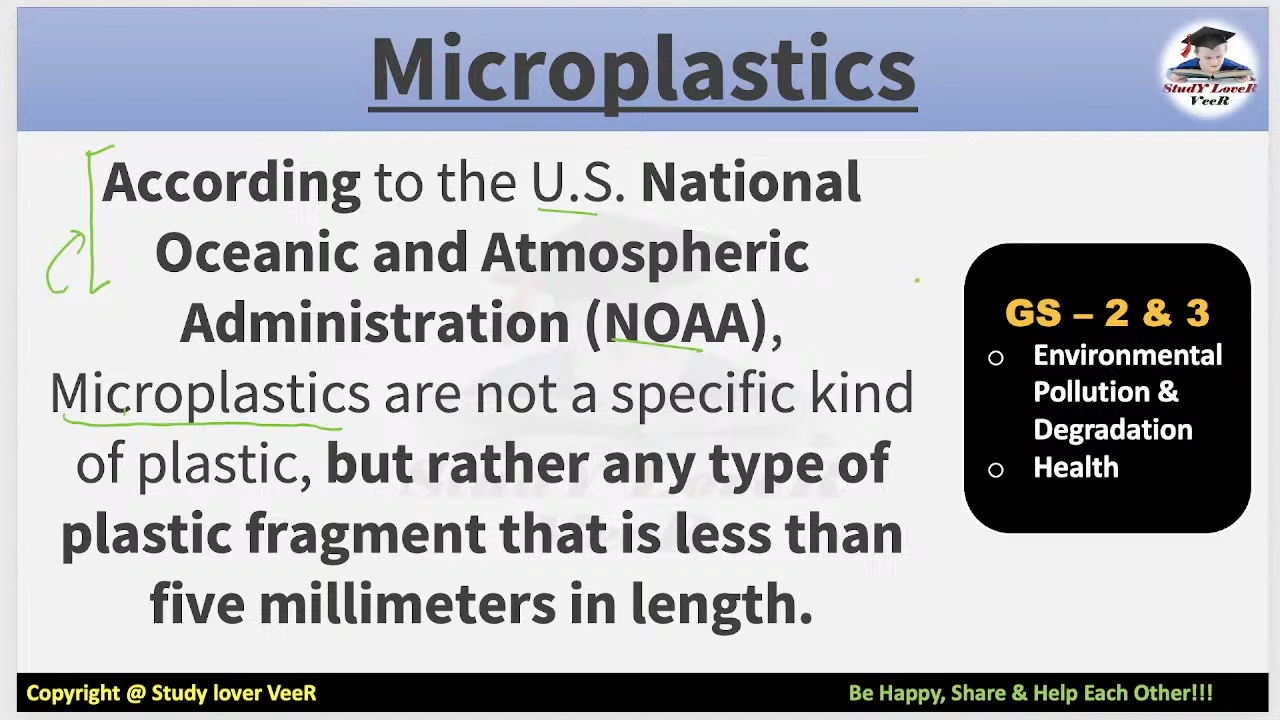 Microplastics
StudY LoveR
VeeR
According to the U.S. National
Oceanic and Atmospheric
Administration (NOAA),
Microplastics are not a specific kind
of plastic, but rather any type of
plastic fragment that is less than
five millimeters in length.
GS – 2 & 3
○ Environmental
Pollution &
Degradation
○ Health
Copyright @ Study lover VeeR
Be Happy, Share & Help Each Other!!!